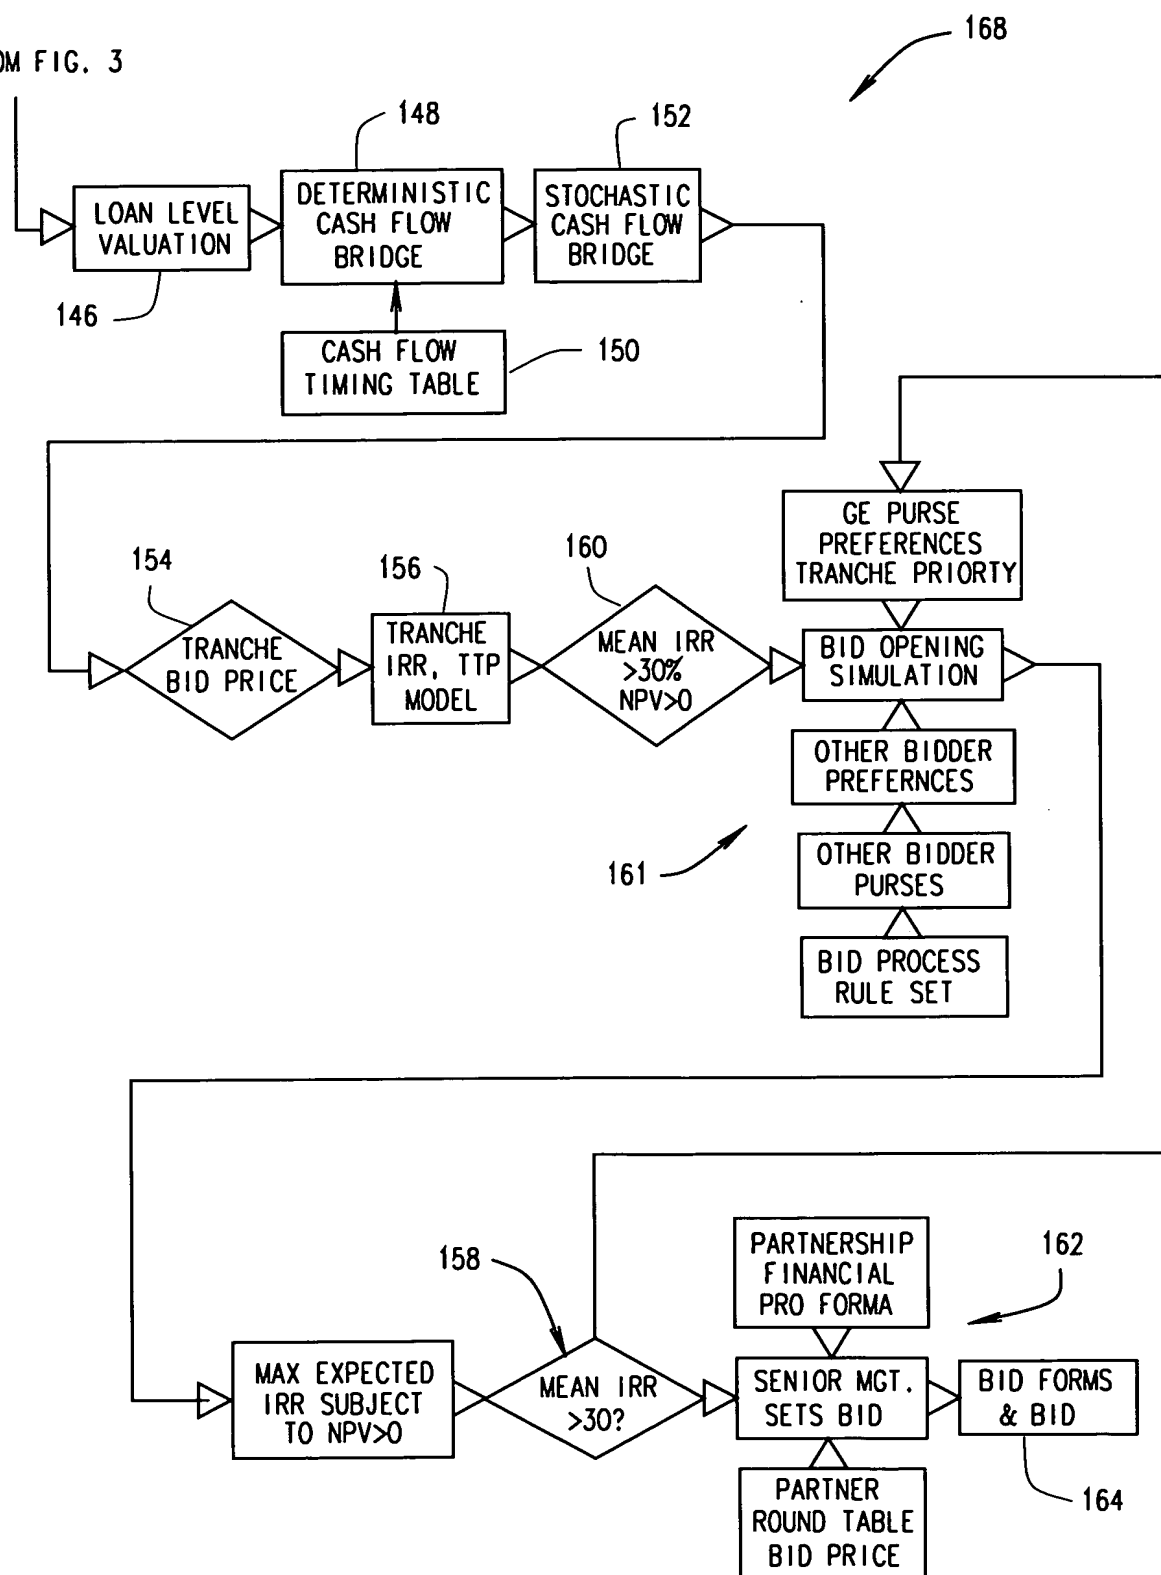 OM FIG. 3
168
148
152
LOAN LEVEL
VALUATION
DETERMINISTIC
CASH FLOW
BRIDGE
STOCHASTIC
CASH FLOW
BRIDGE
146
CASH FLOW
TIMING TABLE
150
GE PURSE
PREFERENCES
TRANCHE PRIORTY
154
156
160
TRANCHE
BID PRICE
TRANCHE
IRR, TTP
MODEL
MEAN IRR
>30%
NPV>0
BID OPENING
SIMULATION
OTHER BIDDER
PREFERNCES
161
OTHER BIDDER
PURSES
BID PROCESS
RULE SET
158
PARTNERSHIP
FINANCIAL
PRO FORMA
162
MAX EXPECTED
IRR SUBJECT
TO NPV>0
MEAN IRR
>30?
SENIOR MGT.
SETS BID
BID FORMS
& BID
PARTNER
ROUND TABLE
BID PRICE
164